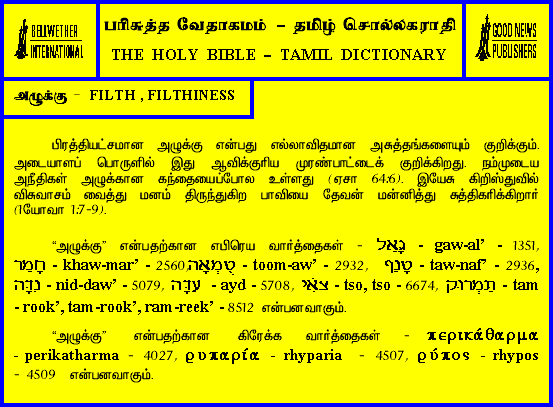 BELLWETHER
INTERNATIONAL
பரிசுத்த வேதாகமம் – தமிழ் சொல்லகராதி
THE HOLY BIBLE – TAMIL DICTIONARY
GOOD NEWS
PUBLISHERS
அழுக்கு – FILTH , FILTHINESS
பிரத்தியட்சமான அழுக்கு என்பது எல்லாவிதமான அசுத்தங்களையும் குறிக்கும்.
அடையாளப் பொருளில் இது ஆவிக்குரிய முரண்பாட்டைக் குறிக்கிறது. நம்முடைய
அநீதிகள் அழுக்கான கந்தையைப்போல உள்ளது (ஏசா 64:6). இயேசு கிறிஸ்துவில்
விசுவாசம் வைத்து மனம் திருந்துகிற பாவியை தேவன் மன்னித்து சுத்திகரிக்கிறார்
(1யோவா 1:7-9).
“அழுக்கு” என்பதற்கான எபிரெய வார்த்தைகள் - גָּאַל - gaw-al’ - 1351,
חָמַר - khaw-mar’ - 2560, טֻמְאָה - toom-aw’ - 2932, טָנַף - taw-naf’ - 2936,
נִדָּה - nid-daw’ - 5079, עִדָּה - ayd - 5708, צֹאִי - tso, tso - 6674, תַּמְרוּק - tam
- rook’, tam-rook’, ram-reek’ - 8512 என்பனவாகும்.
“அழுக்கு” என்பதற்கான கிரேக்க வார்த்தைகள் - περικάθαρμα
- perikatharma - 4027, ρυπαρία - rhyparia - 4507, ρύπος - rhypos
- 4509 என்பனவாகும்.